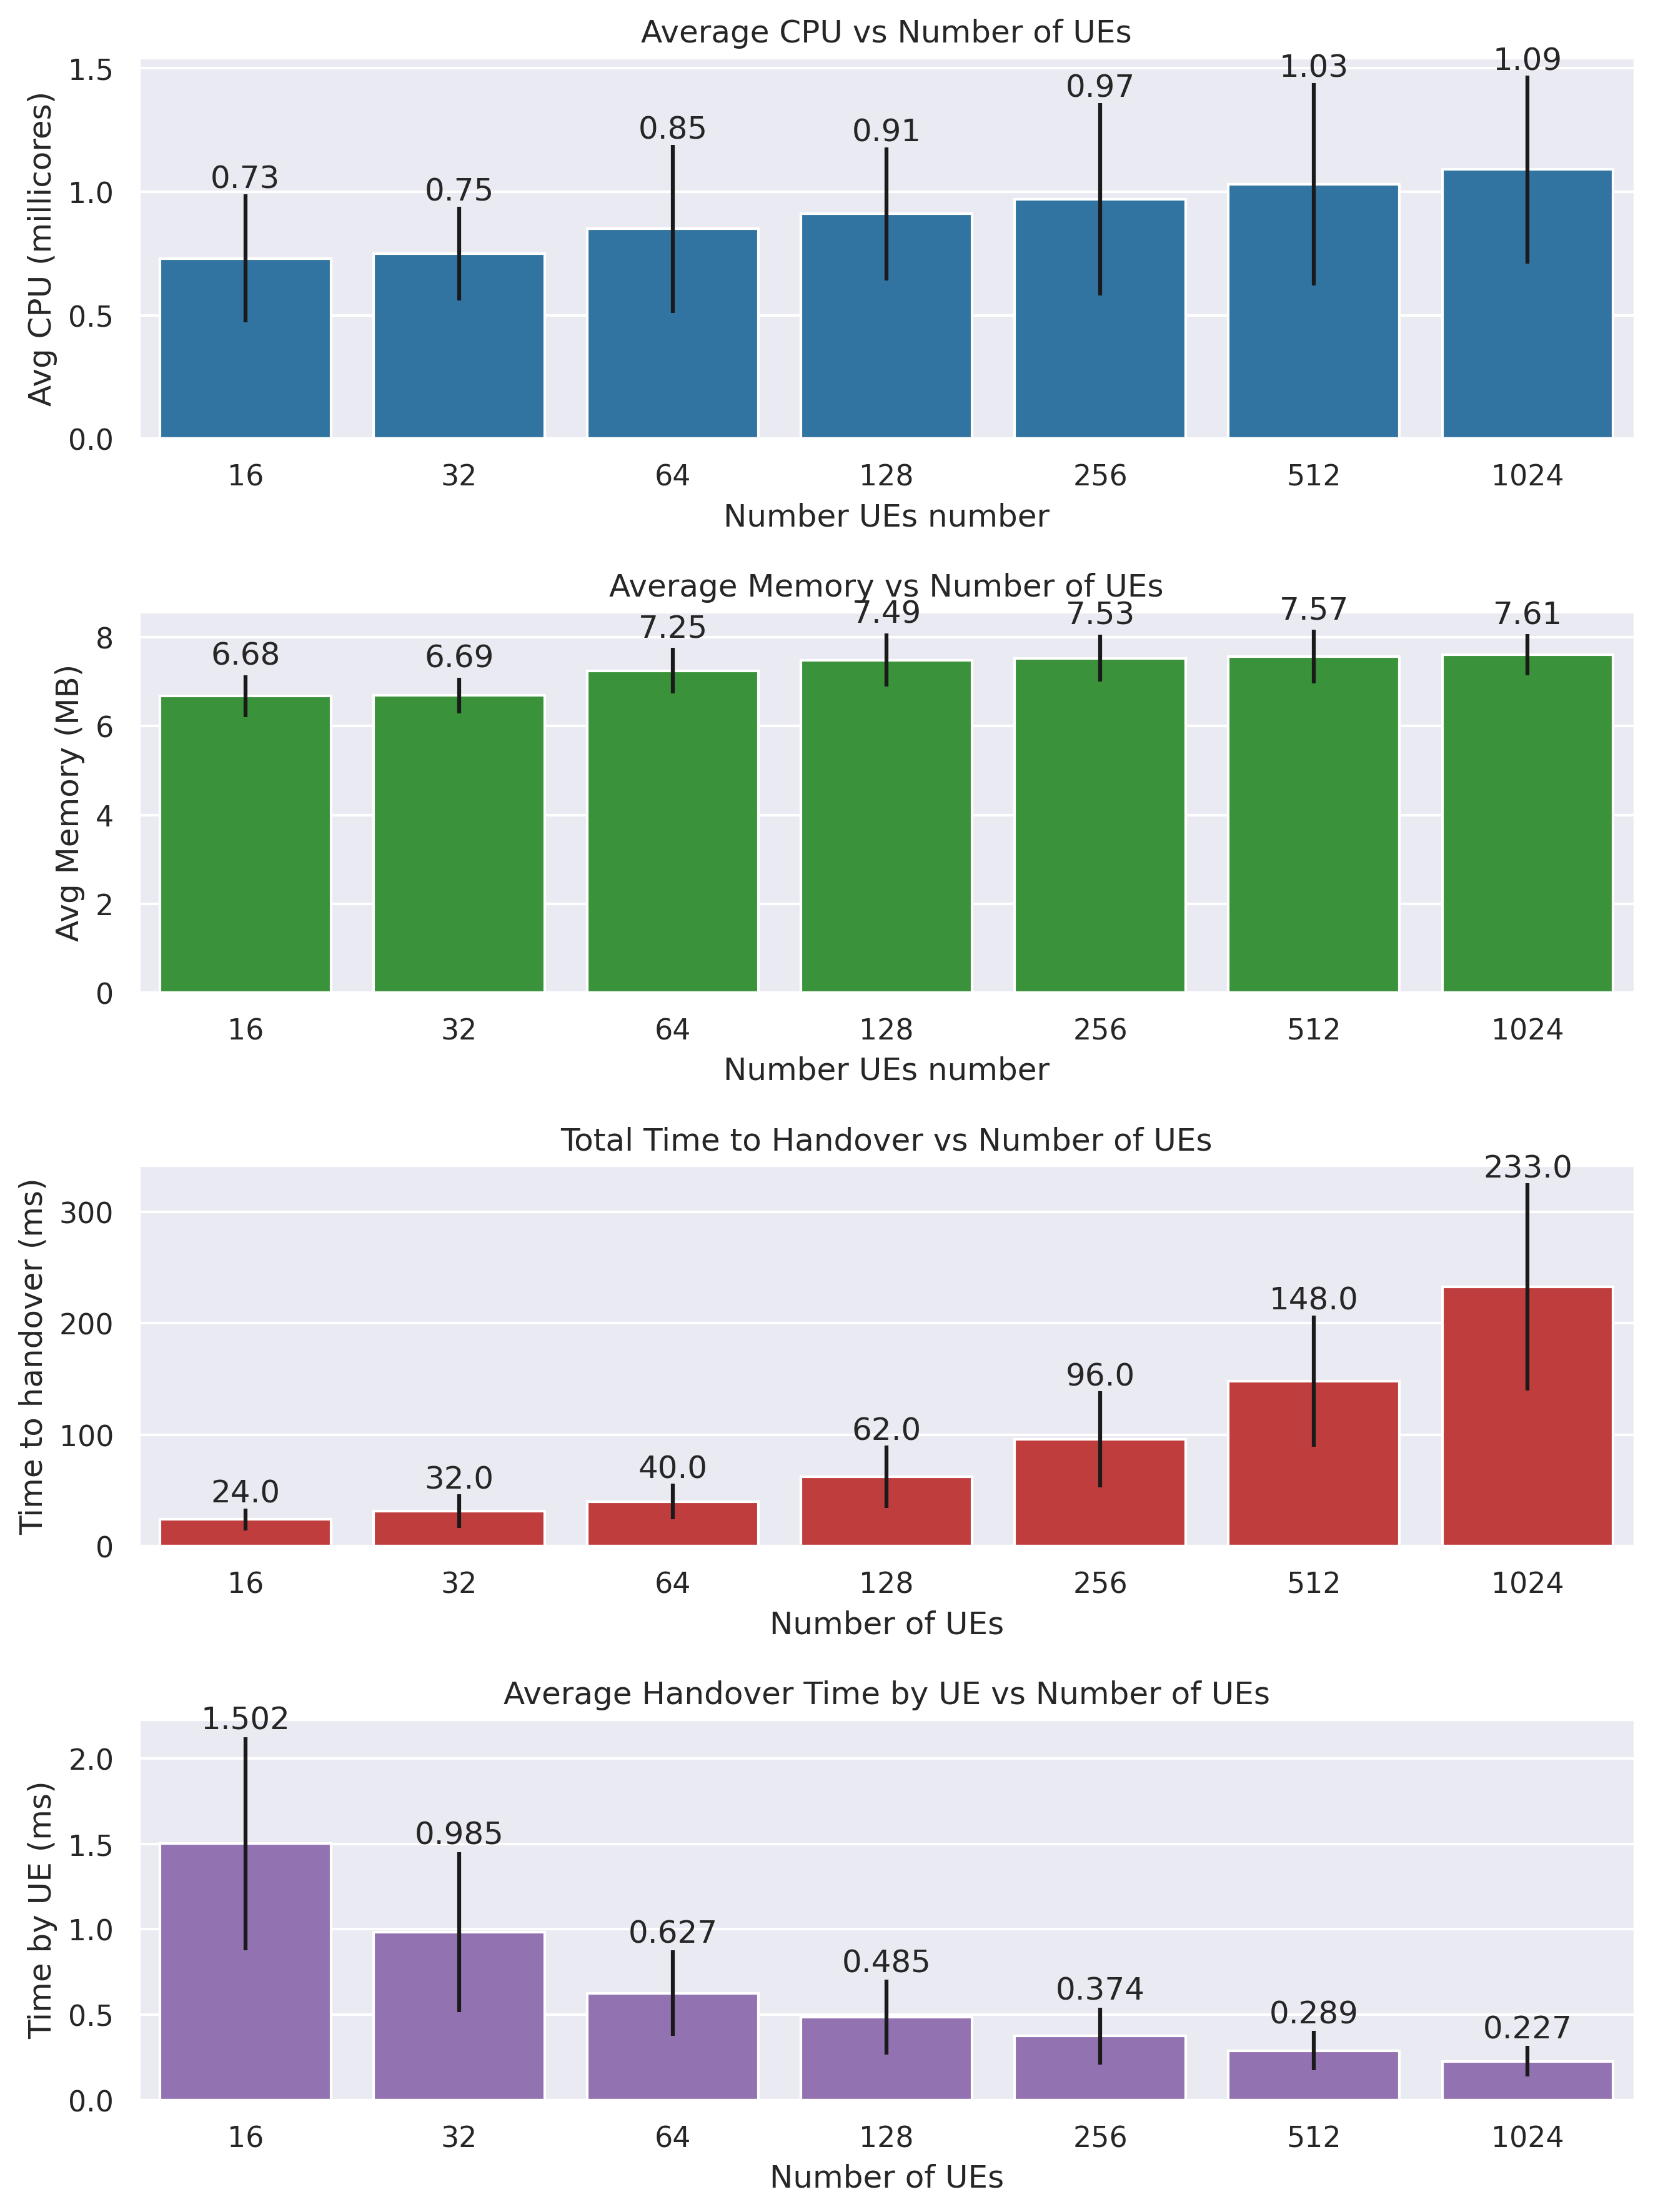 Average CPU vs Number of UEs
Avg CPU (millicores)
1.5
1.0
0.5
0.0
0.73
0.75
0.85
0.91
0.97
1.03
1.09
16 32 64 128 256 512 1024
Number UEs number
Average Memory vs Number of UEs
Avg Memory (MB)
8
6
4
2
0
6.68
6.69
7.25
7.49
7.53
7.57
7.61
16 32 64 128 256 512 1024
Number UEs number
Total Time to Handover vs Number of UEs
Time to handover (ms)
300
200
100
0
24.0
32.0
40.0
62.0
96.0
148.0
233.0
16 32 64 128 256 512 1024
Number of UEs
Average Handover Time by UE vs Number of UEs
Time by UE (ms)
2.0
1.5
1.0
0.5
0.0
1.502
0.985
0.627
0.485
0.374
0.289
0.227
16 32 64 128 256 512 1024
Number of UEs